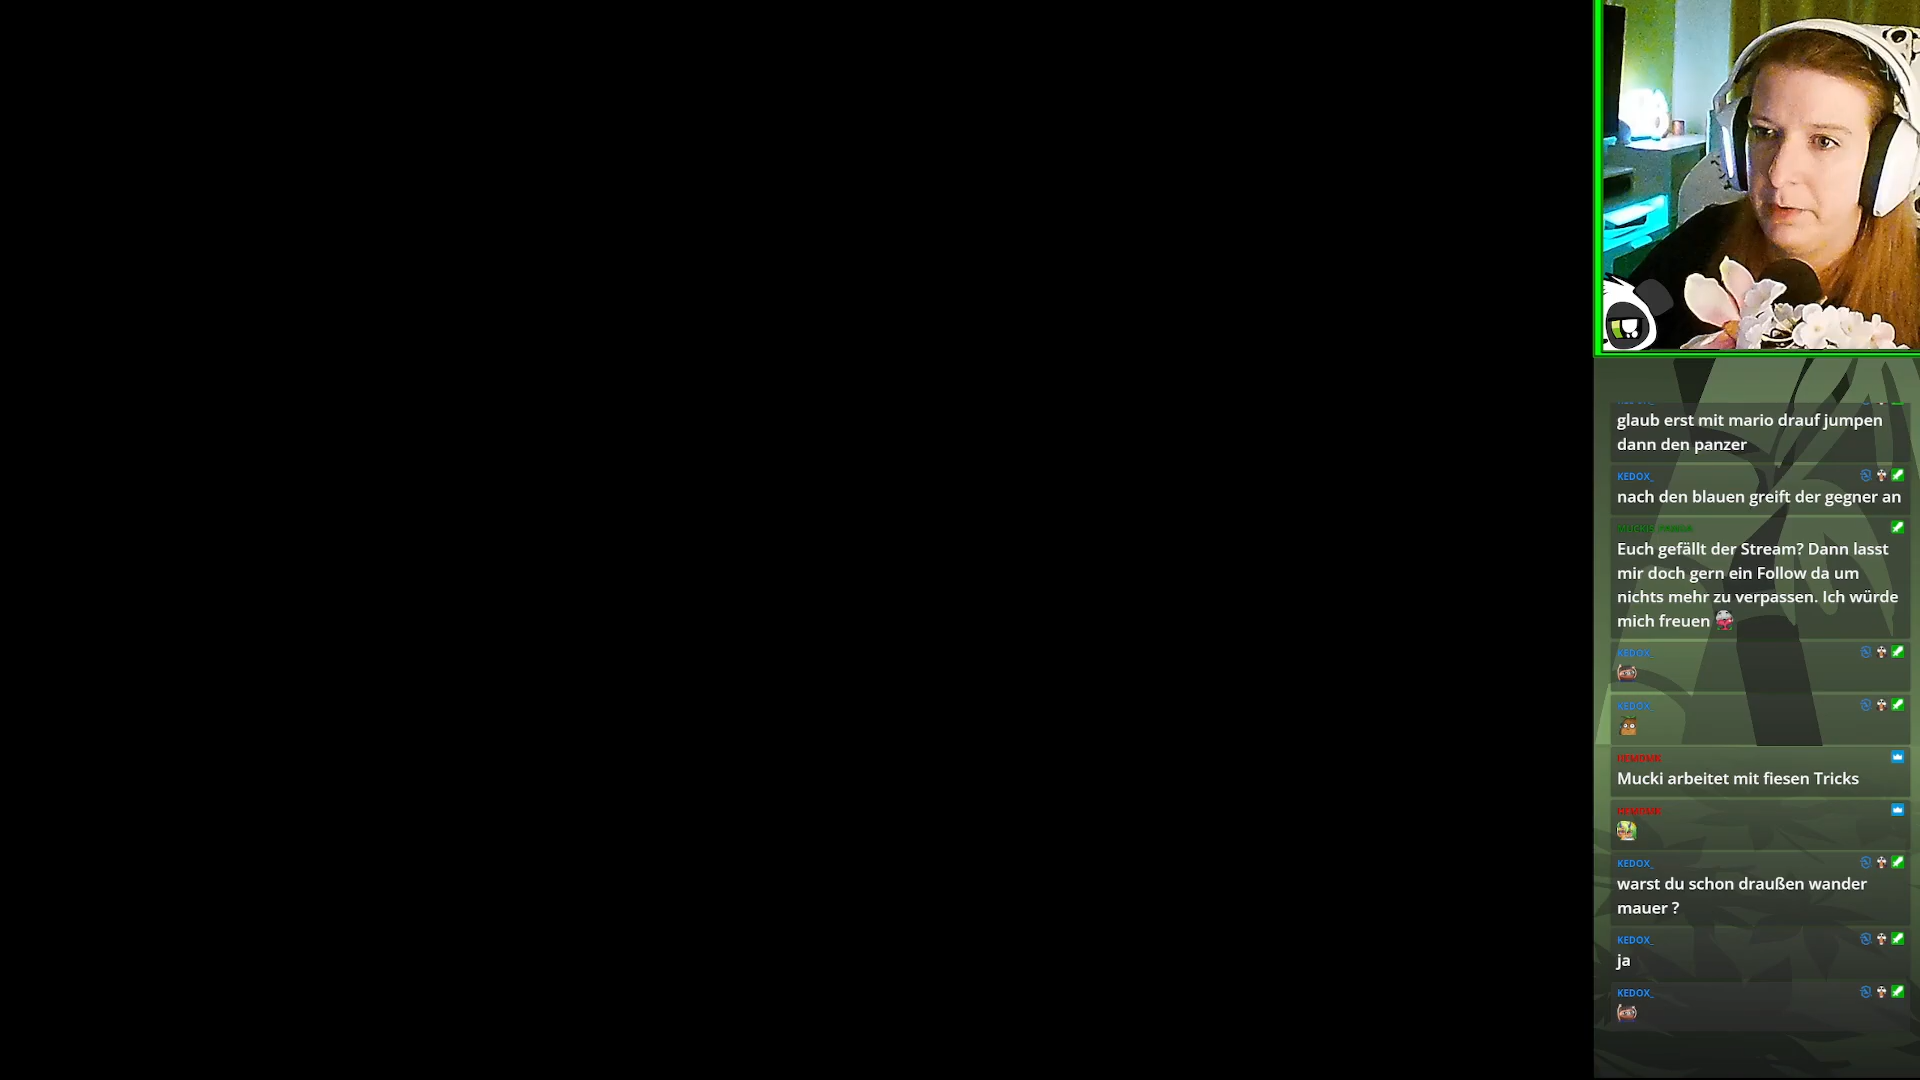 glaub erst mit mario drauf jumpen
dann den panzer
KEDOX_
nach den blauen greift der gegner an
Euch gefällt der Stream? Dann lasst
mir doch gern ein Follow da um
nichts mehr zu verpassen. Ich würde
mich freuen
KEDOX_
KEDOX_
Mucki arbeitet mit fiesen Tricks
KEDOX_
warst du schon draußen wander
mauer ?
KEDOX_
ja
KEDOX_